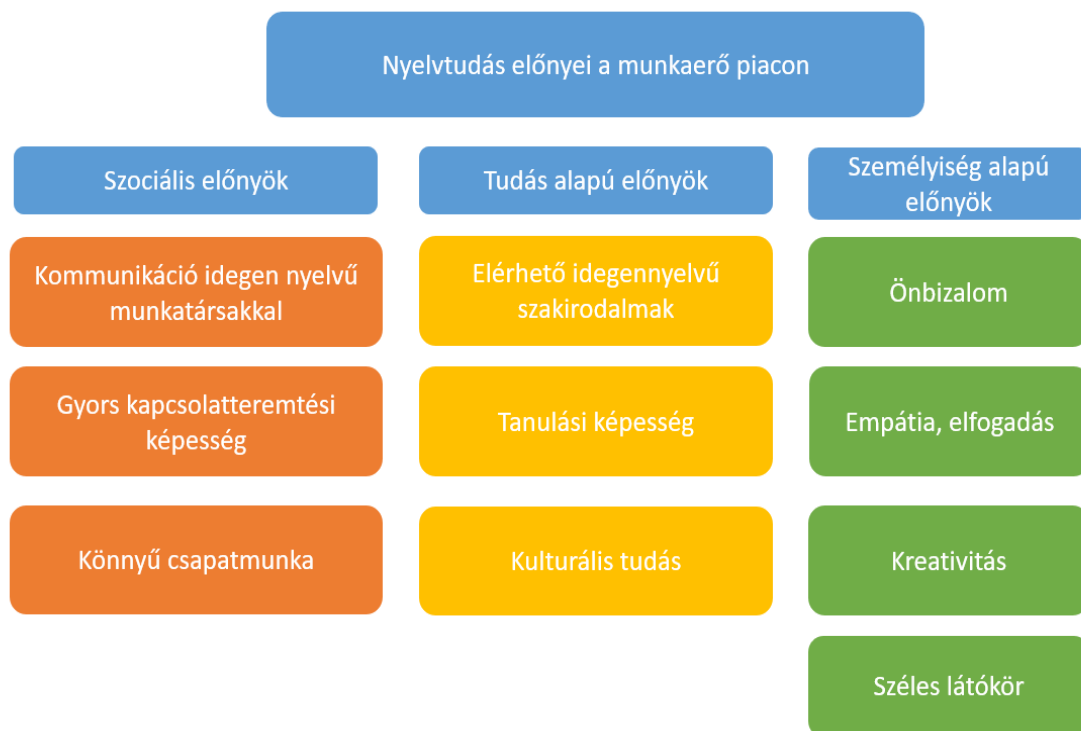 Nyelvtudás előnyei a munkaerő piacon
Szociális előnyök
Tudás alapú előnyök
Személyiség alapú
előnyök
Kommunikáció idegen nyelvű
munkatársakkal
Elérhető idegennyelvű
szakirodalmak
Önbizalom
Gyors kapcsolatteremtési
képesség
Tanulási képesség
Empátia, elfogadás
Könnyű csapatmunka
Kulturális tudás
Kreativitás
Széles látókör